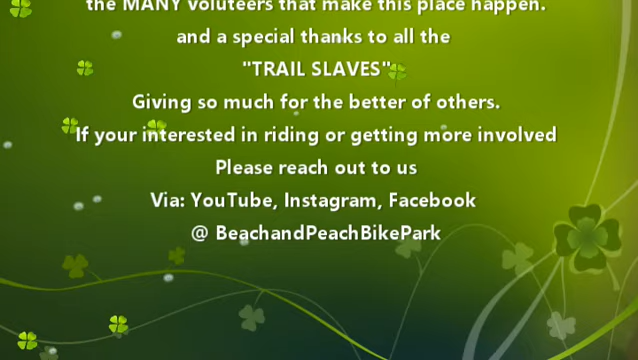 the MANY voluteers that make this place happen.
and a special thanks to all the
"TRAIL SLAVES"
Giving so much for the better of others.
If your interested in riding or getting more involved
Please reach out to us
Via: YouTube, Instagram, Facebook
@ BeachandPeachBikePark